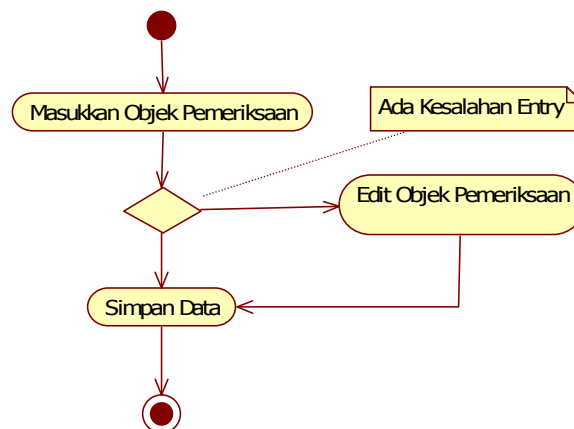 Masukkan Objek Pemeriksaan
Ada Kesalahan Entry
Edit Objek Pemeriksaan
Simpan Data